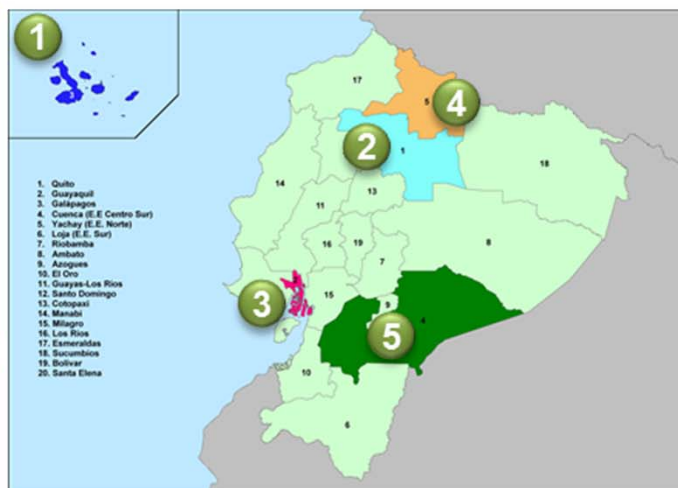 1
17
5
4
2
1
18
14
13
11
16
19
7
8
3
15
9
5
4
10
6
1. Quito
2. Guayaquil
3. Galápagos
4. Cuenca (E.E Centro Sur)
5. Yachay (E.E. Norte)
6. Loja (E.E. Sur)
7. Riobamba
8. Ambato
9. Azogues
10. El Oro
11. Guayas-Los Ríos
12. Santo Domingo
13. Cotopaxi
14. Manabí
15. Milagro
16. Los Ríos
17. Esmeraldas
18. Sucumbíos
19. Bolívar
20. Santa Elena